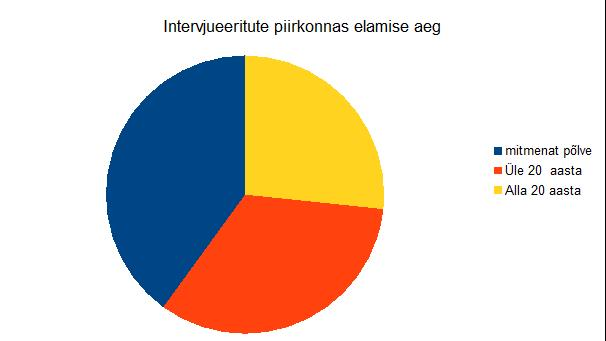 Intervjueeritute piirkonnas elamise aeg
mitmenat põlve
Üle 20 aasta
Alla 20 aasta